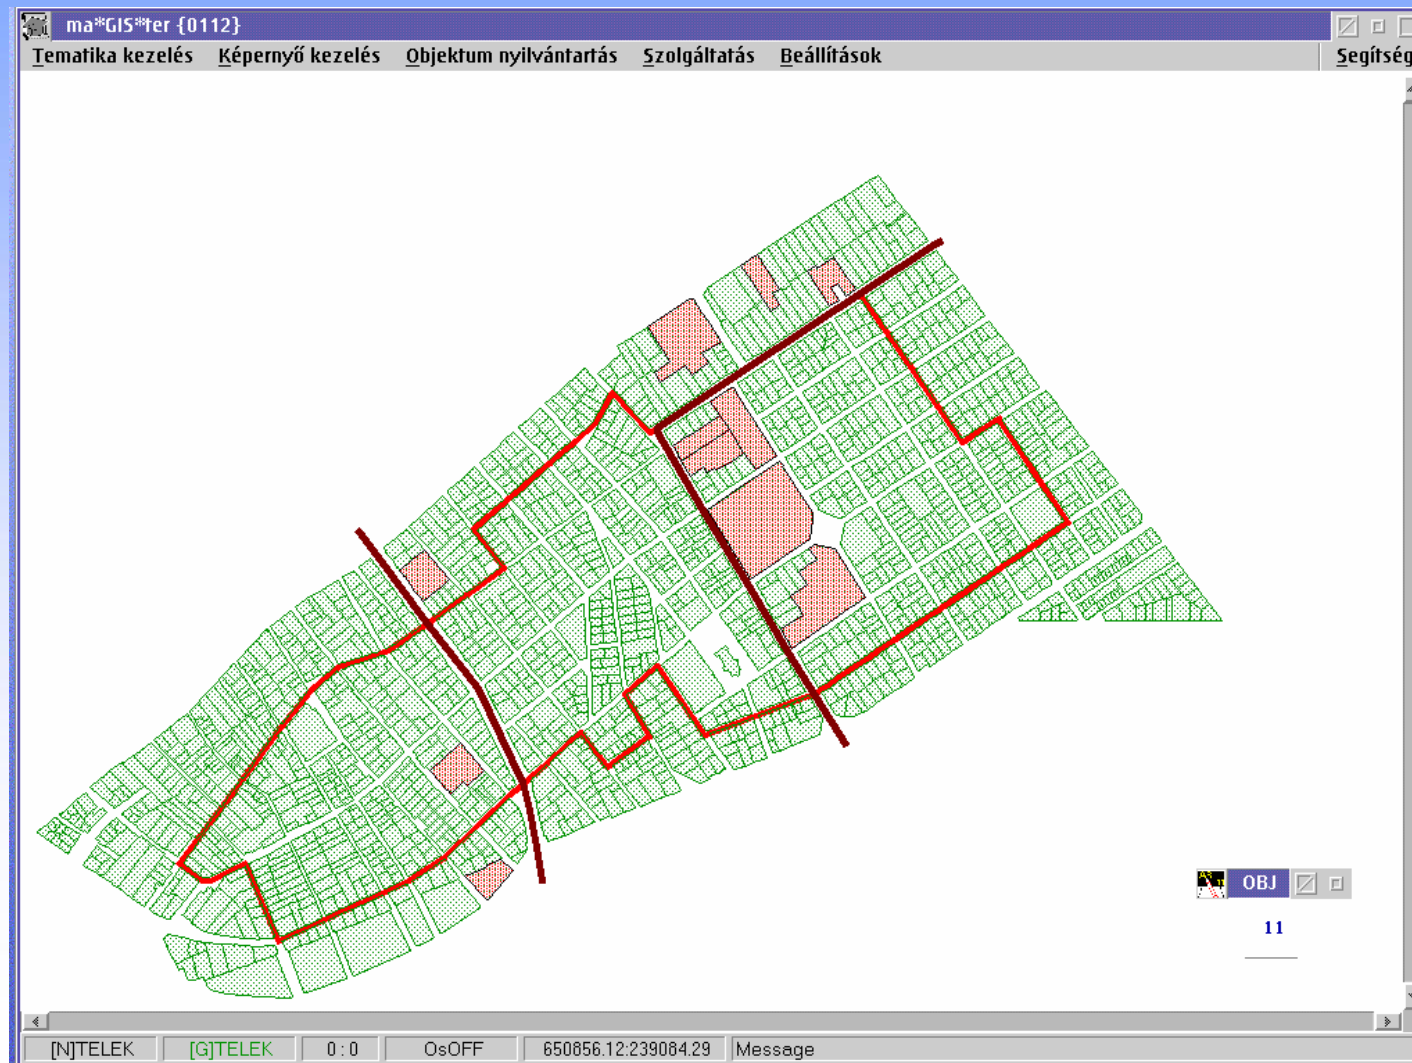 ma*GIS*ter {0112}
Tematika kezelés Képernyő kezelés Objektum nyilvántartás Szolgáltatás Beállítások Segítség
OBJ
11
[N]TELEK [G]TELEK 0 : 0 OsOFF 650856.12:239084.29 Message